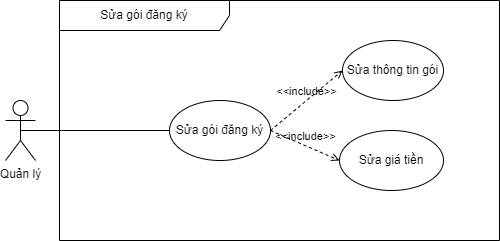 Sửa gói đăng ký
Sửa thông tin gói
<<include>>
Sửa gói đăng ký
<<include>>
Sửa giá tiền
Quản lý